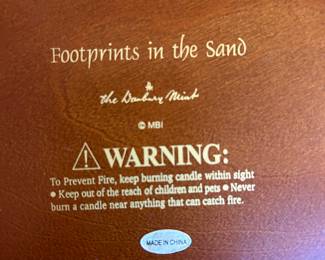 Footprints in the Sand
the Danbury Mint
© MBI
⚠ WARNING:
To Prevent Fire, keep burning candle within sight
● Keep out of the reach of children and pets ● Never
burn a candle near anything that can catch fire.
MADE IN CHINA